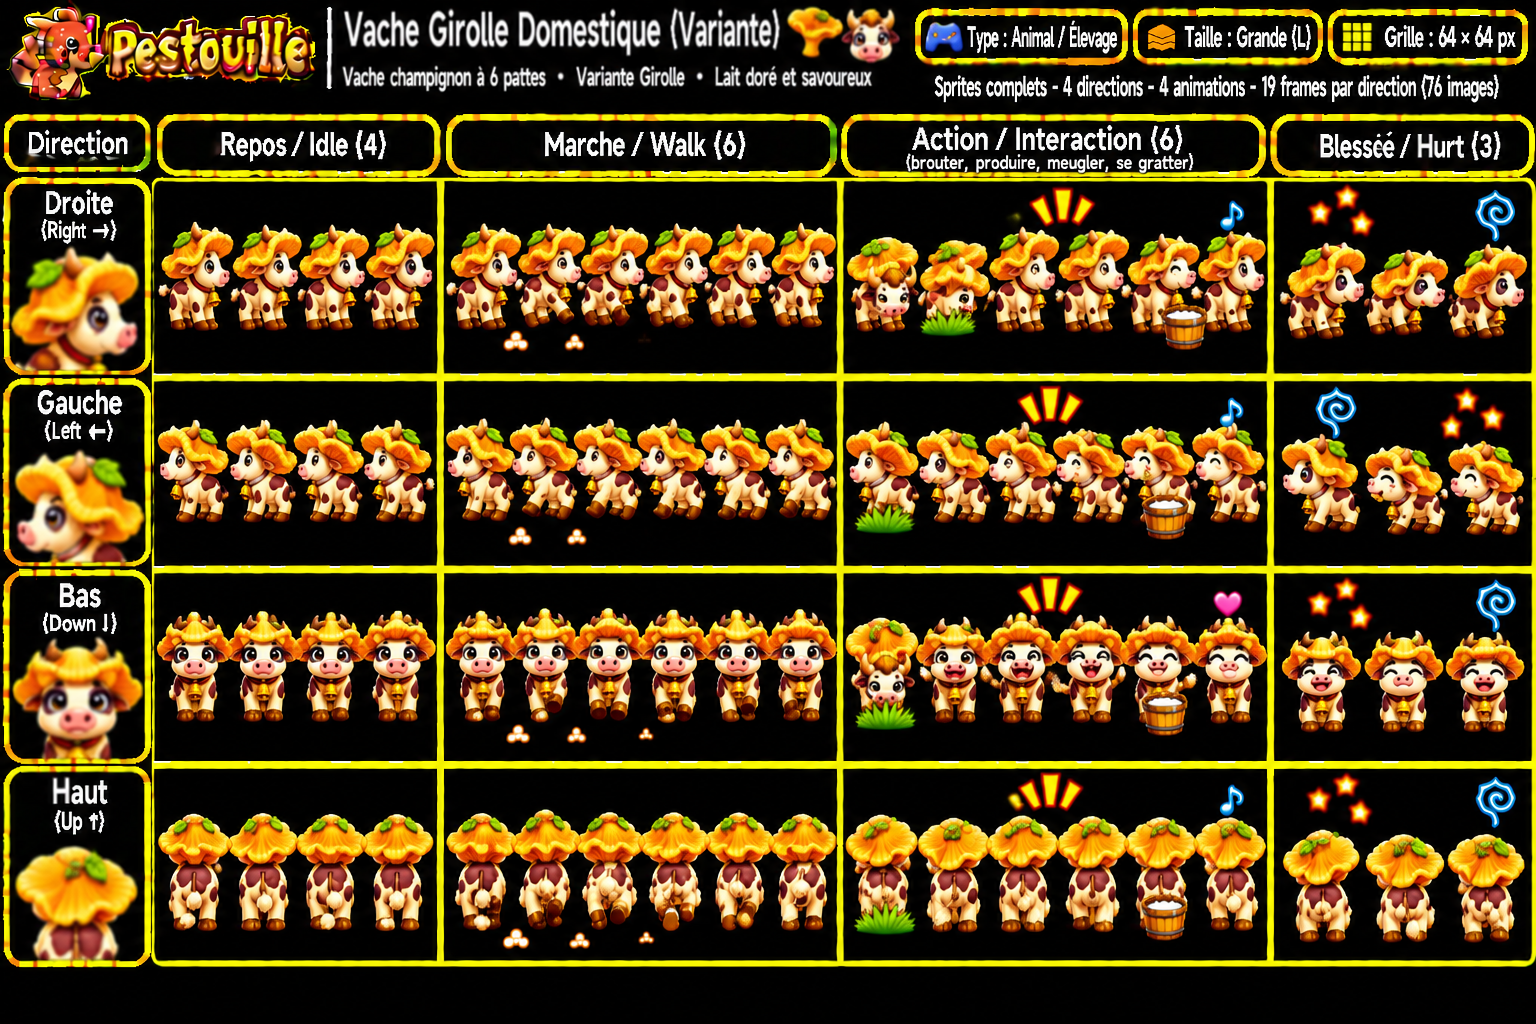 Pestouille
Vache Girolle Domestique (Variante)
Vache champignon à 6 pattes • Variante Girolle • Lait doré et savoureux
Type : Animal / Élevage
Taille : Grande (L)
Grille : 64 × 64 px
Sprites complets - 4 directions - 4 animations - 19 frames par direction (76 images)
Direction
Repos / Idle (4)
Marche / Walk (6)
Action / Interaction (6)
(brouter, produire, meugler, se gratter)
Blesséé / Hurt (3)
Droite
(Right →)
Gauche
(Left ←)
Bas
(Down ↓)
Haut
(Up ↑)